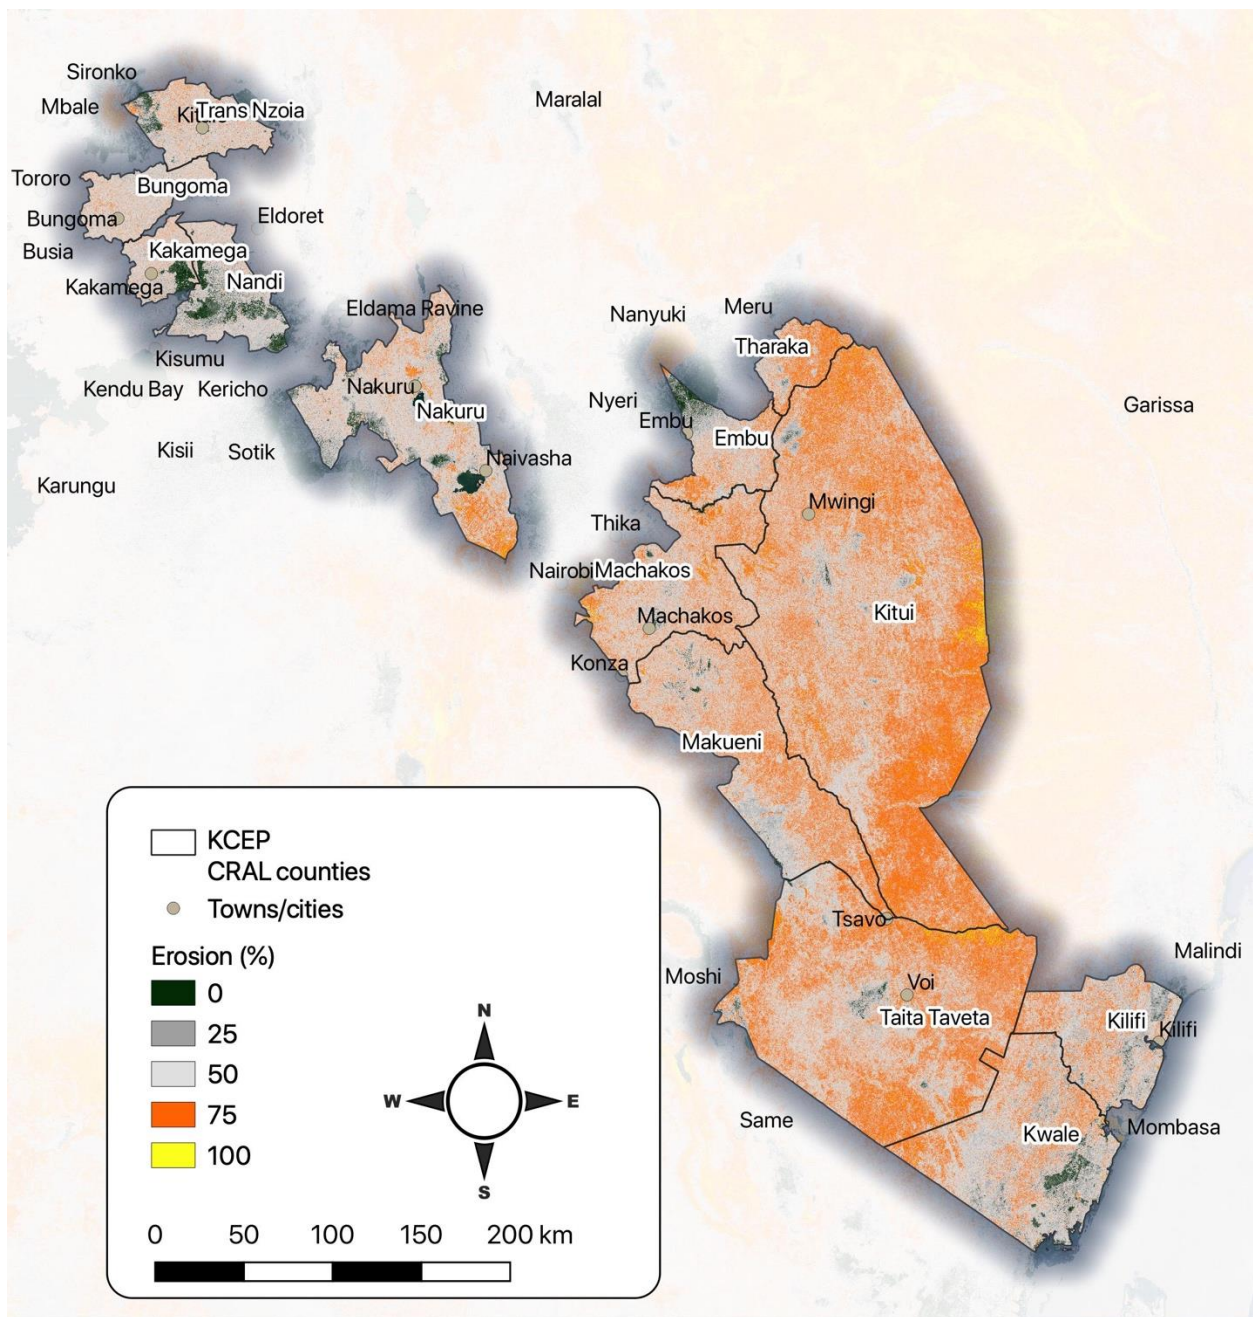 Sironko
Maralal
Mbale
Trans Nzoia
Tororo
Bungoma
Bungoma
Eldoret
Busia
Kakamega
Kakamega
Nandi
Eldama Ravine
Nanyuki
Meru
Tharaka
Kisumu
Kendu Bay
Kericho
Nakuru
Nakuru
Nyeri
Embu
Embu
Garissa
Kisii
Sotik
Naivasha
Karungu
Mwingi
Thika
Nairobi
Machakos
Machakos
Kitui
Konza
Makueni
Tsavo
Malindi
Moshi
Voi
Taita Taveta
Kilifi
Kilifi
Same
Kwale
Mombasa
KCEP
CRAL counties
Towns/cities
Erosion (%)
0
25
50
75
100
N
W
E
S
0 50 100 150 200 km